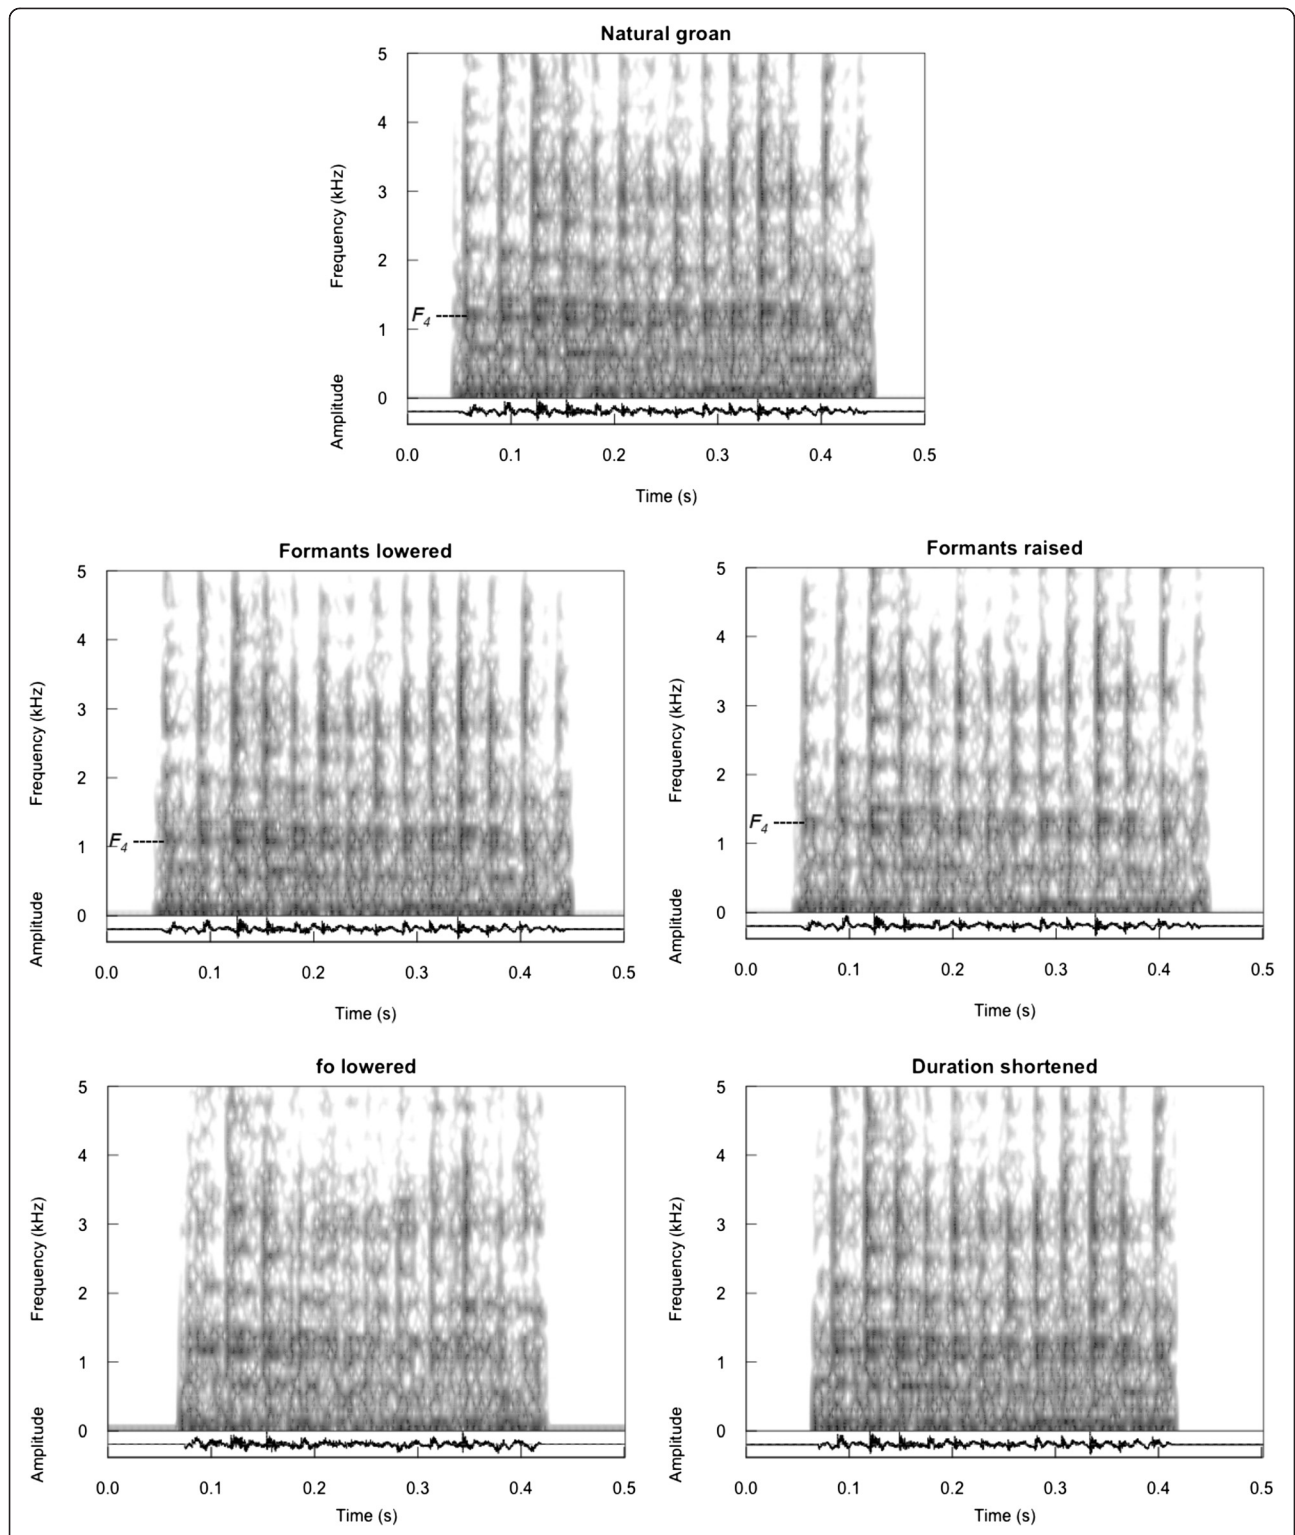 Natural groan
5
4
3
2
1
0
Frequency (kHz)
F4
Amplitude
0.0 0.1 0.2 0.3 0.4 0.5
Time (s)
Formants lowered
5
4
3
2
1
0
Frequency (kHz)
F4
Amplitude
0.0 0.1 0.2 0.3 0.4 0.5
Time (s)
Formants raised
5
4
3
2
1
0
Frequency (kHz)
F4
Amplitude
0.0 0.1 0.2 0.3 0.4 0.5
Time (s)
fo lowered
5
4
3
2
1
0
Frequency (kHz)
Amplitude
0.0 0.1 0.2 0.3 0.4 0.5
Time (s)
Duration shortened
5
4
3
2
1
0
Frequency (kHz)
Amplitude
0.0 0.1 0.2 0.3 0.4 0.5
Time (s)